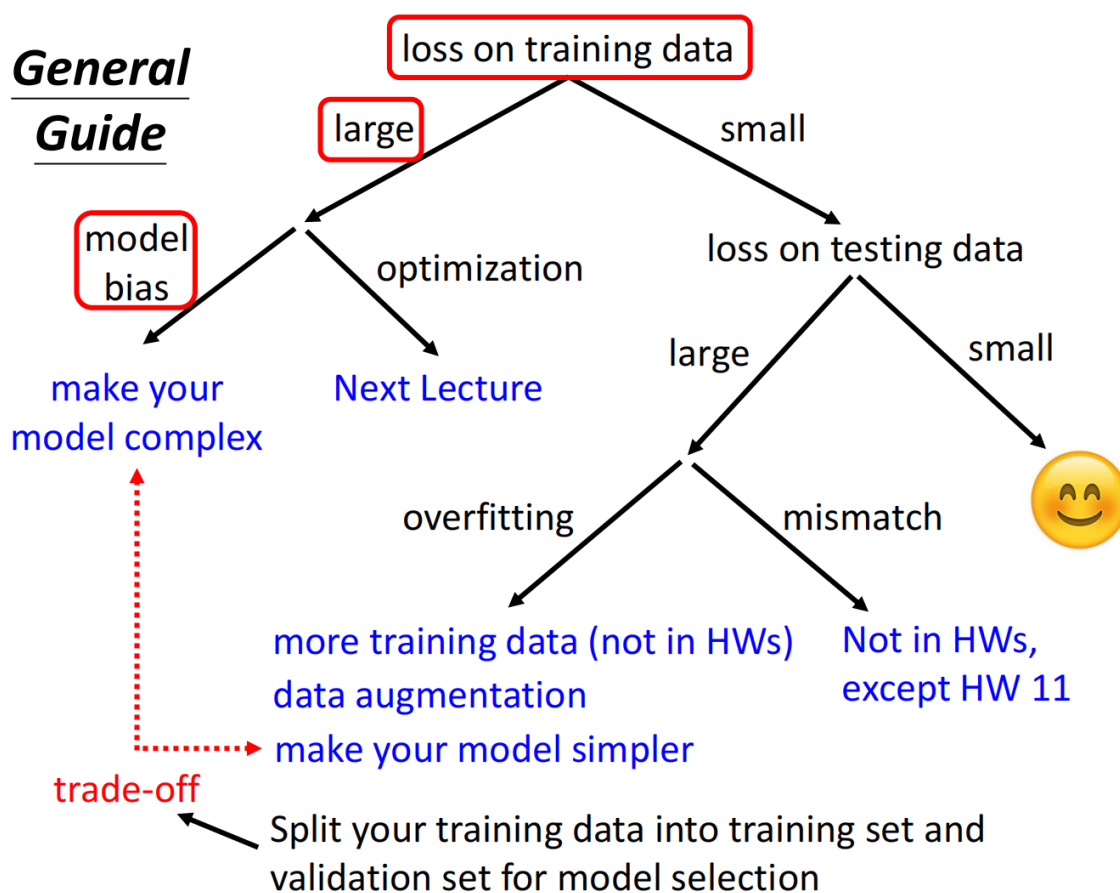 General
Guide
loss on training data
large
small
model
bias
optimization
loss on testing data
make your
model complex
Next Lecture
large
small
overfitting
mismatch
more training data (not in HWs)
data augmentation
make your model simpler
Not in HWs,
except HW 11
trade-off
Split your training data into training set and
validation set for model selection